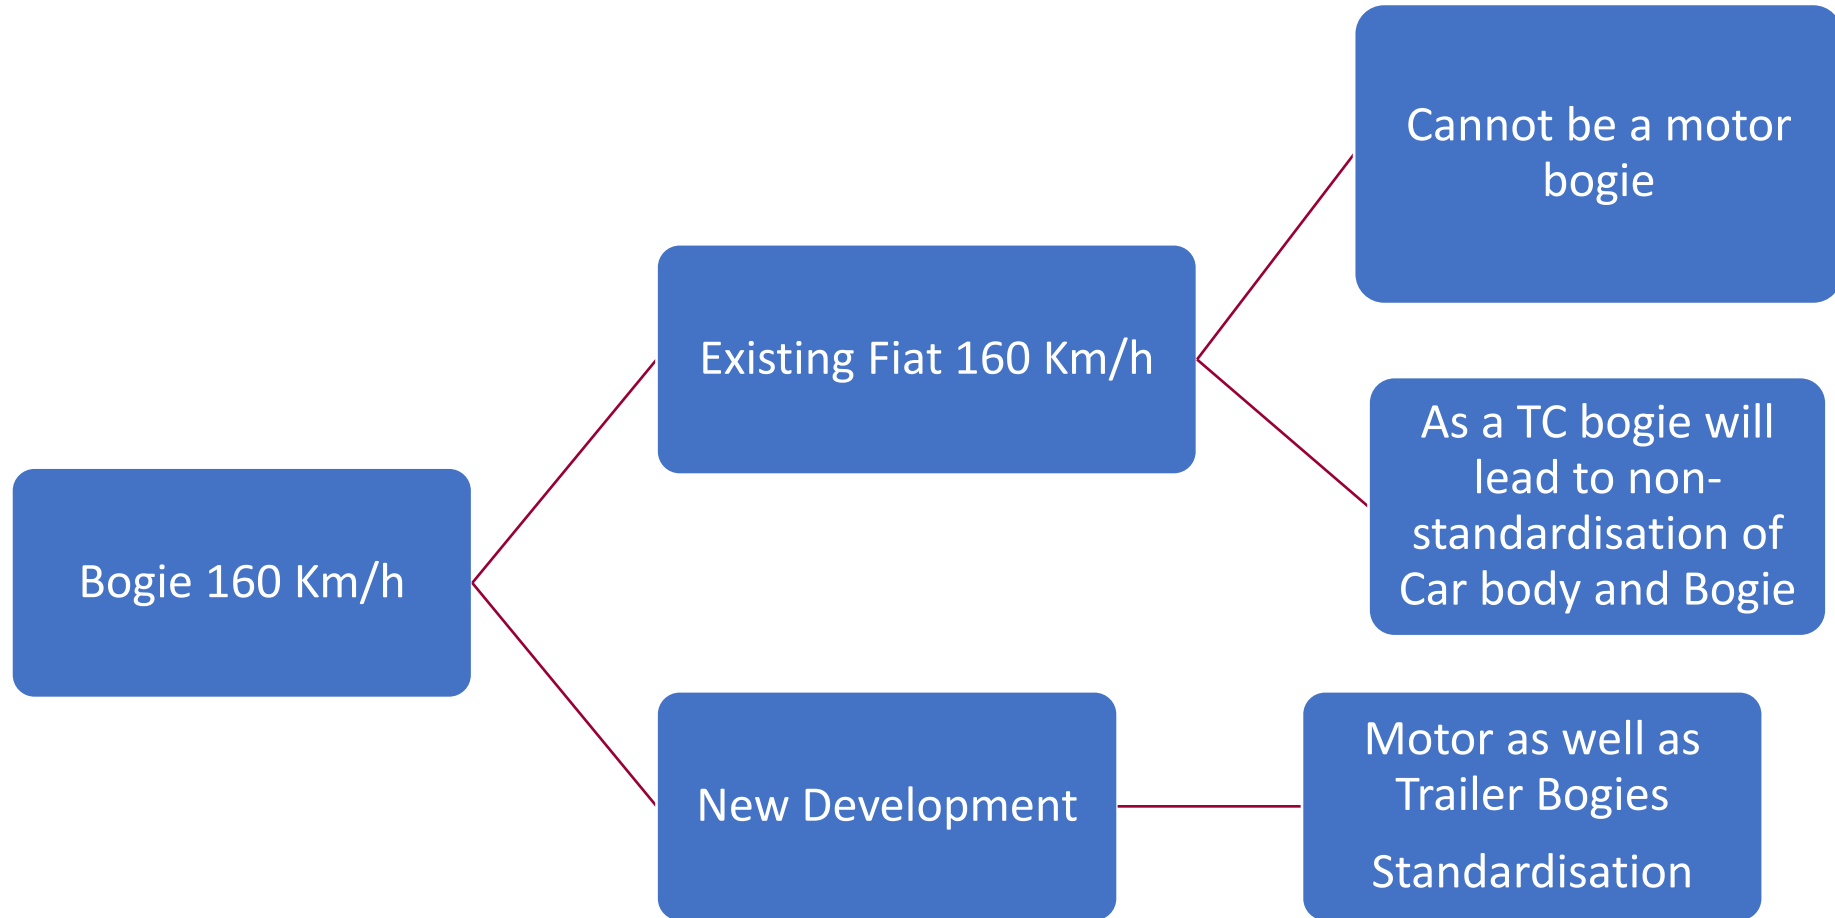 Bogie 160 Km/h
Existing Fiat 160 Km/h
Cannot be a motor
bogie
As a TC bogie will
lead to non-
standardisation of
Car body and Bogie
New Development
Motor as well as
Trailer Bogies
Standardisation